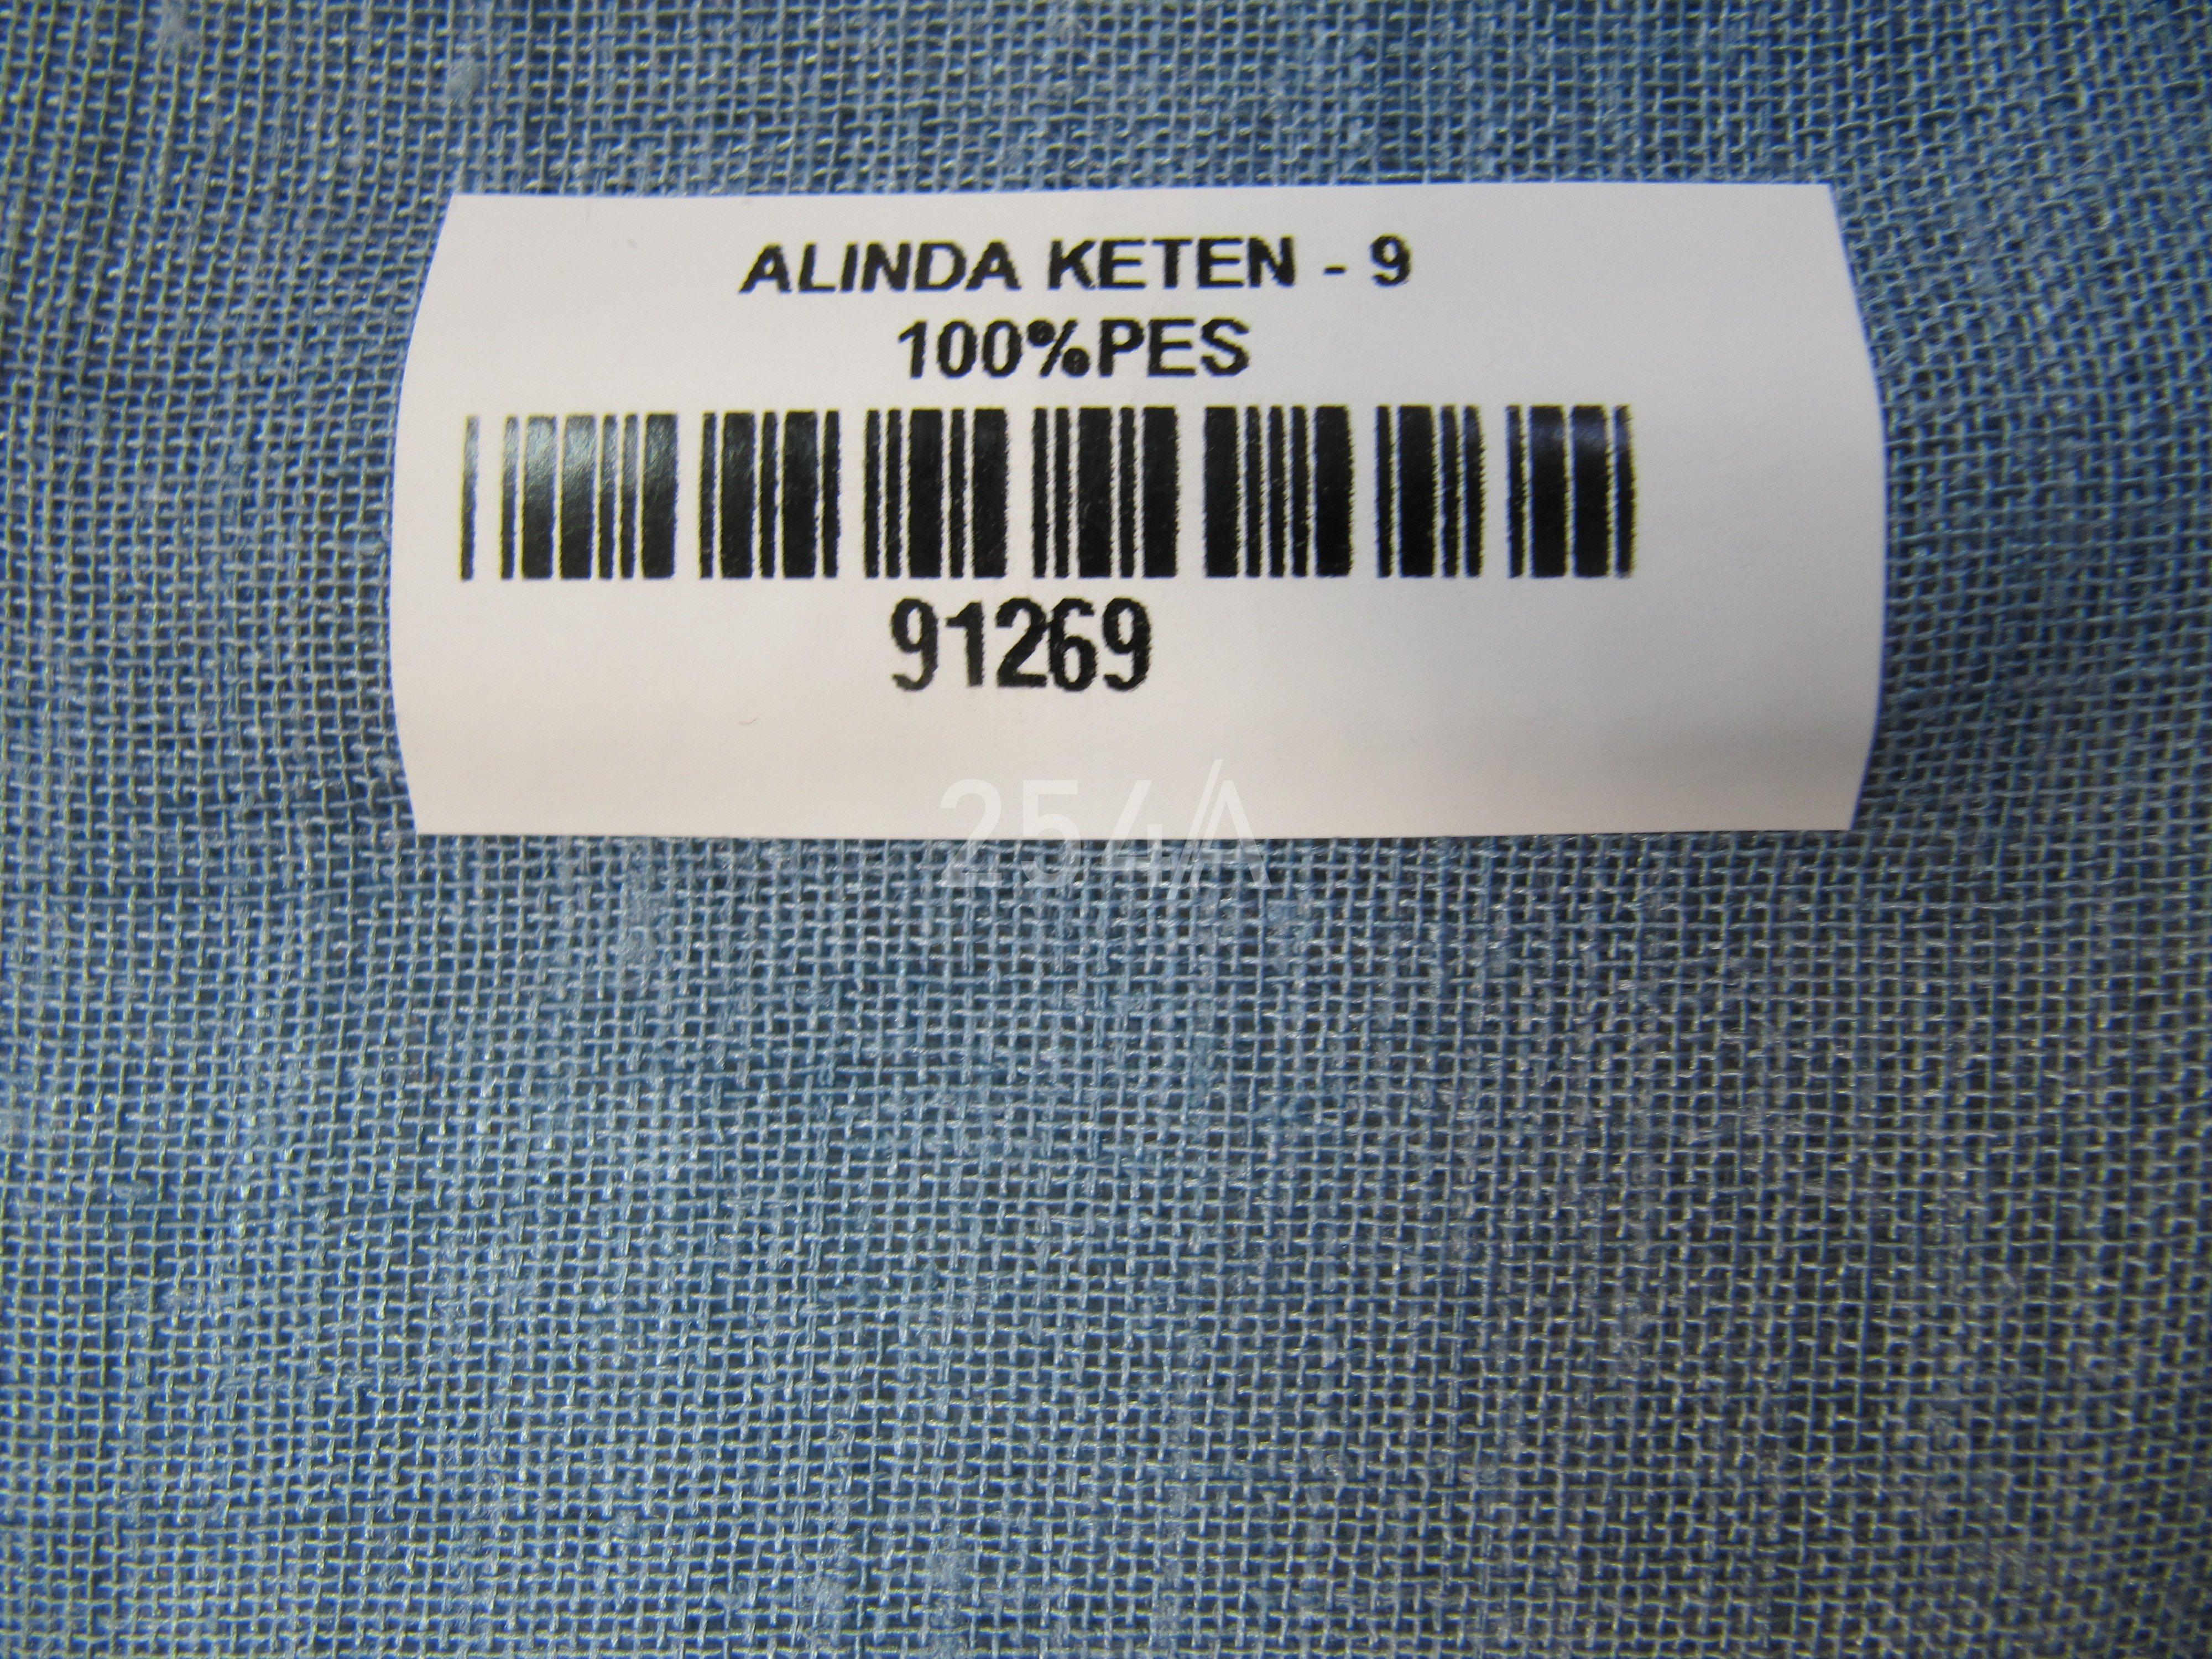 ALINDA KETEN - 9
100%PES
91269
254A